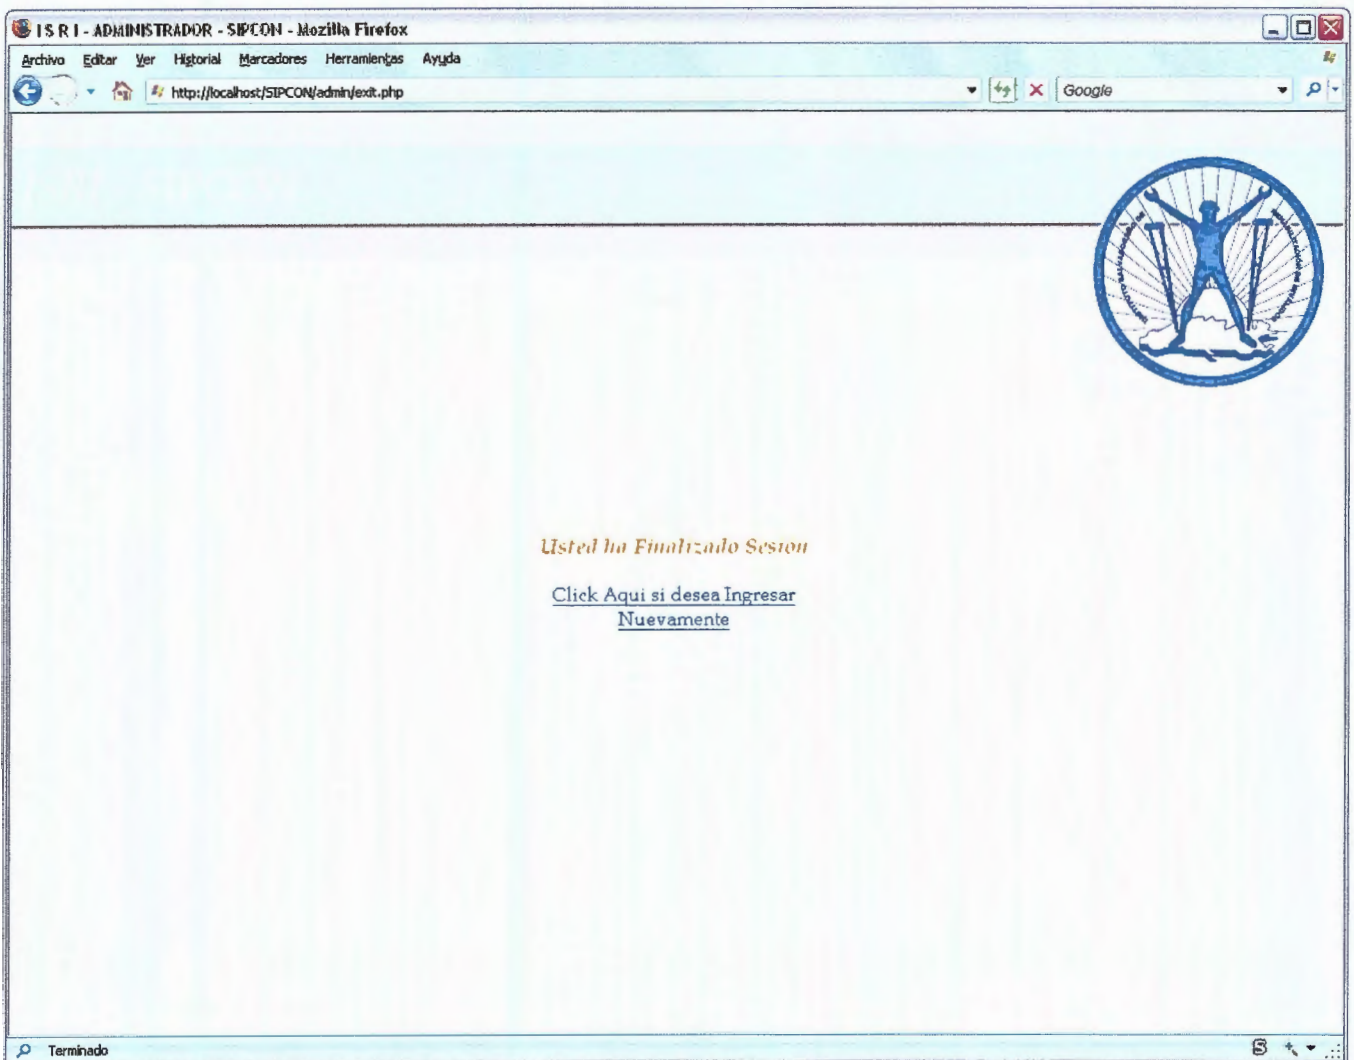 I S R I - ADMINISTRADOR - SIPCON - Mozilla Firefox
Archivo Editar Ver Historial Marcadores Herramientas Ayuda
http://localhost/SIPCON/admin/exit.php
Google
Usted ha Finalizado Sesion
Click Aqui si desea Ingresar
Nuevamente
Terminado